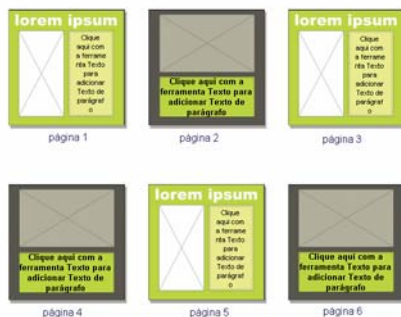 lorem ipsum
Clique
aqui com
a ferrame
nta Texto
para
adicionar
Texto de
parágraf
o
página 1
Clique aqui com a
ferramenta Texto para
adicionar Texto de
parágrafo
página 2
lorem ipsum
Clique
aqui com
a ferrame
nta Texto
para
adicionar
Texto de
parágraf
o
página 3
Clique aqui com a
ferramenta Texto para
adicionar Texto de
parágrafo
página 4
lorem ipsum
Clique
aqui com
a ferrame
nta Texto
para
adicionar
Texto de
parágraf
o
página 5
Clique aqui com a
ferramenta Texto para
adicionar Texto de
parágrafo
página 6